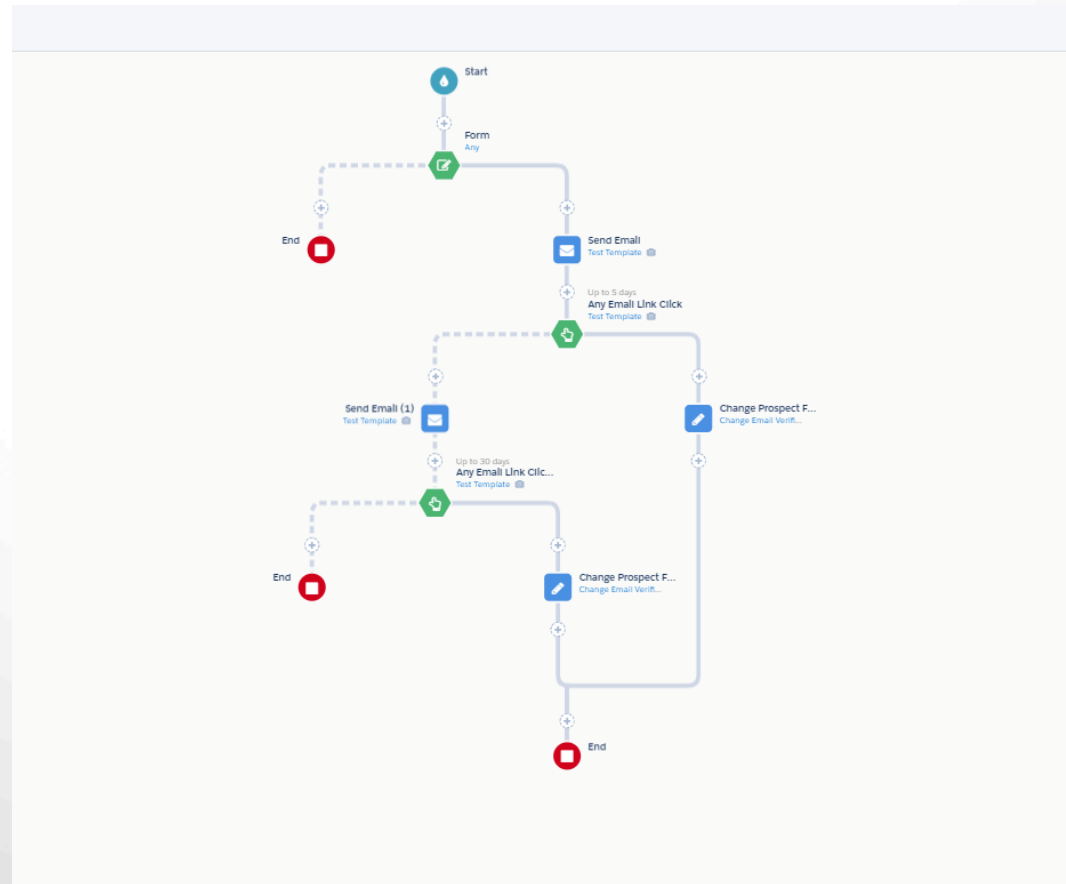 Start
Form
Any
End
Send Email
Test Template
Up to 5 days
Any Email Link Click
Test Template
Send Email (1)
Test Template
Change Prospect F...
Change Email Verifi...
Up to 30 days
Any Email Link Clic...
Test Template
End
Change Prospect F...
Change Email Verifi...
End